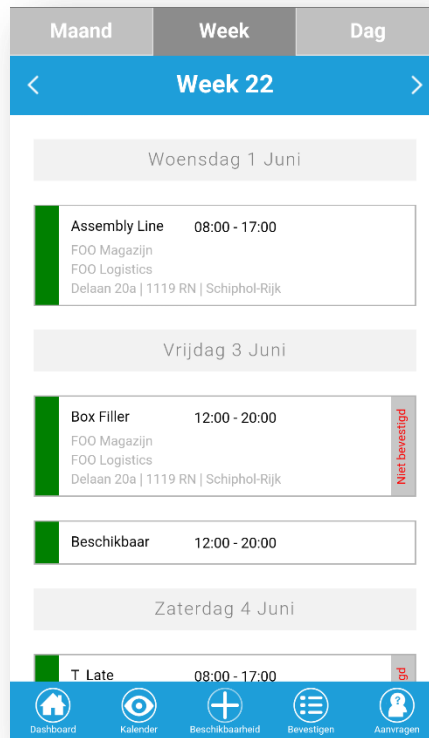 Maand Week Dag
Week 22
Woensdag 1 Juni
Assembly Line 08:00 - 17:00
FOO Magazijn
FOO Logistics
Delaan 20a | 1119 RN | Schiphol-Rijk
Vrijdag 3 Juni
Box Filler 12:00 - 20:00
FOO Magazijn
FOO Logistics
Delaan 20a | 1119 RN | Schiphol-Rijk
Niet bevestigd
Beschikbaar 12:00 - 20:00
Zaterdag 4 Juni
T Late 08:00 - 17:00
gd
Dashboard Kalender Beschikbaarheid Bevestigen Aanvragen